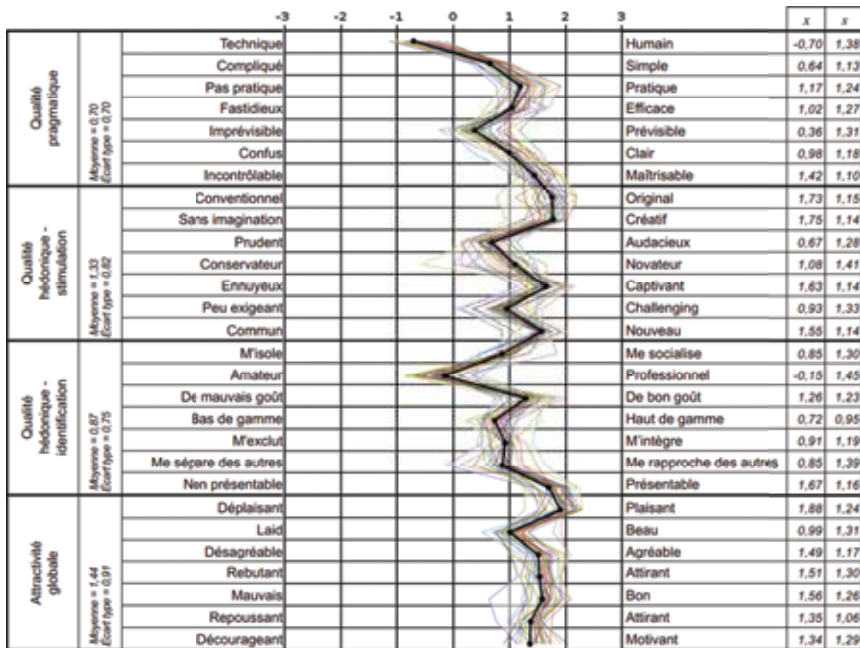 -3 -2 -1 0 1 2 3 x s
Qualité
pragmatique
Moyenne = 0,70
Écart type = 0,70
Technique Humain -0,70 1,38
Compliqué Simple 0,64 1,13
Pas pratique Pratique 1,17 1,24
Fastidieux Efficace 1,02 1,27
Imprévisible Prévisible 0,36 1,31
Confus Clair 0,98 1,18
Incontrôlable Maîtrisable 1,42 1,10
Qualité
hédonique -
stimulation
Moyenne = 1,33
Écart type = 0,82
Conventionnel Original 1,73 1,15
Sans imagination Créatif 1,75 1,14
Prudent Audacieux 0,67 1,28
Conservateur Novateur 1,08 1,41
Ennuyeux Captivant 1,63 1,14
Peu exigeant Challenging 0,93 1,33
Commun Nouveau 1,55 1,14
Qualité
hédonique -
identification
Moyenne = 0,87
Écart type = 0,75
M'isole Me socialise 0,85 1,30
Amateur Professionnel -0,15 1,45
De mauvais goût De bon goût 1,26 1,23
Bas de gamme Haut de gamme 0,72 0,95
M'exclut M'intègre 0,91 1,19
Me sépare des autres Me rapproche des autres 0,85 1,39
Non présentable Présentable 1,67 1,16
Attractivité
globale
Moyenne = 1,44
Écart type = 0,91
Déplaisant Plaisant 1,88 1,24
Laid Beau 0,99 1,31
Désagréable Agréable 1,49 1,17
Rebutant Attirant 1,51 1,30
Mauvais Bon 1,56 1,26
Repoussant Attirant 1,35 1,06
Décourageant Motivant 1,34 1,29